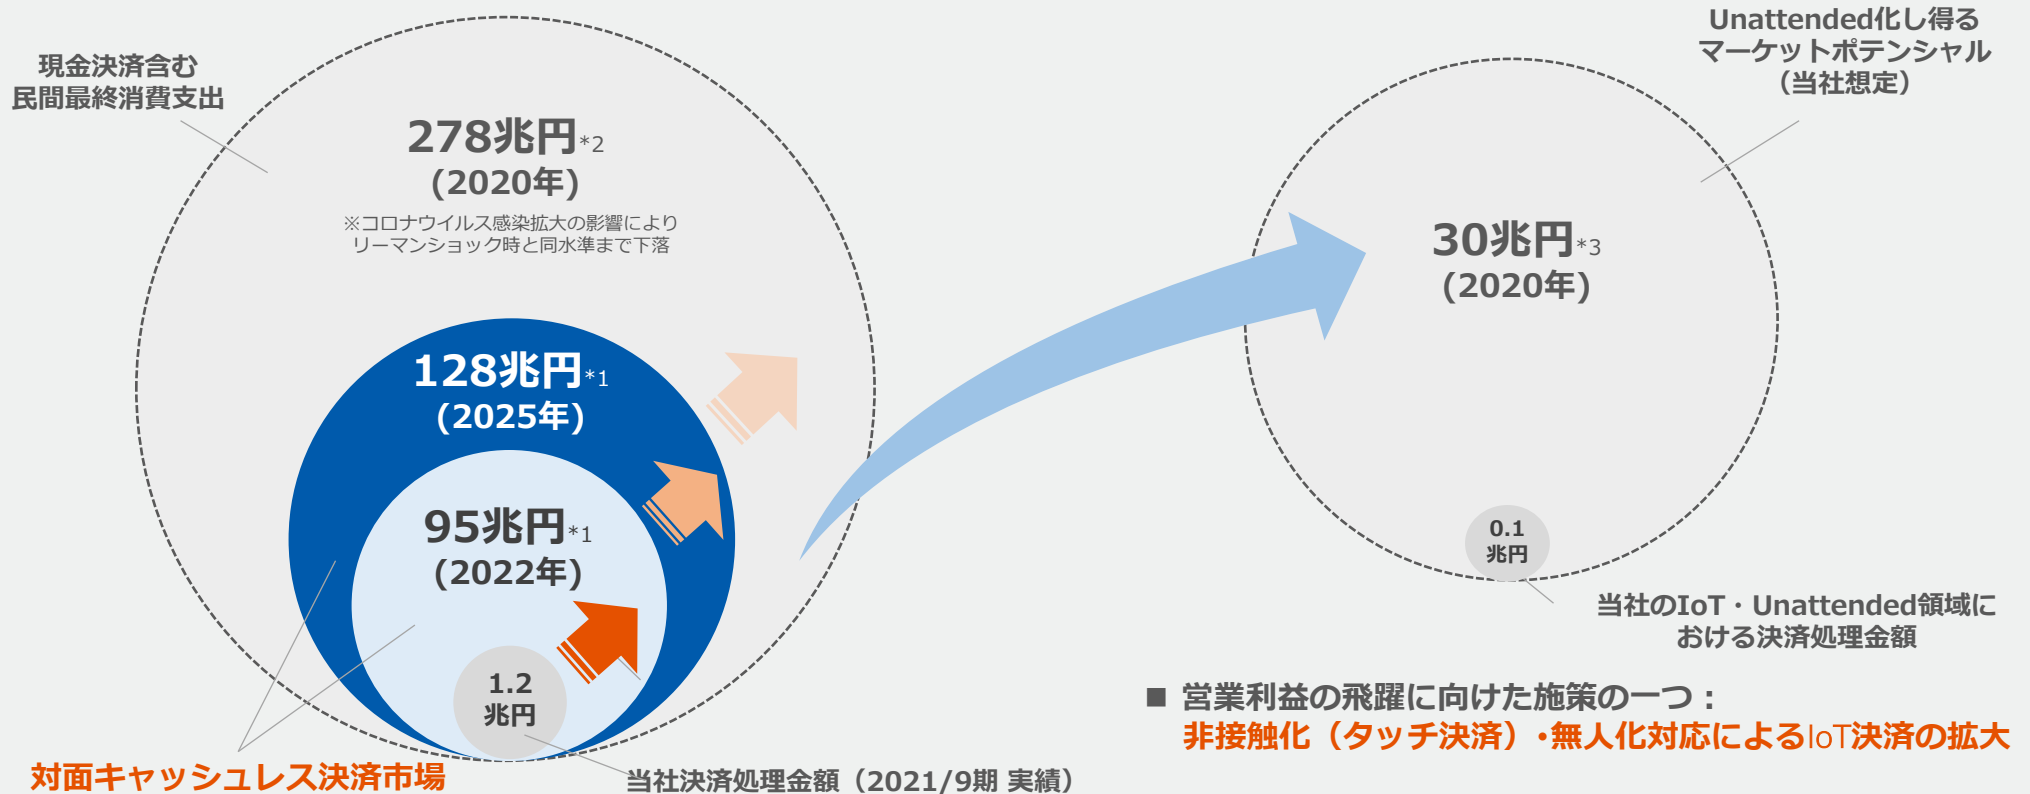 現金決済含む
民間最終消費支出
278兆円*2
(2020年)
※コロナウイルス感染拡大の影響により
リーマンショック時と同水準まで下落
128兆円*1
(2025年)
95兆円*1
(2022年)
1.2
兆円
対面キャッシュレス決済市場
当社決済処理金額（2021/9期 実績）
Unattended化し得る
マーケットポテンシャル
（当社想定）
30兆円*3
(2020年)
0.1
兆円
当社のIoT・Unattended領域に
おける決済処理金額
■ 営業利益の飛躍に向けた施策の一つ：
非接触化（タッチ決済）・無人化対応によるIoT決済の拡大